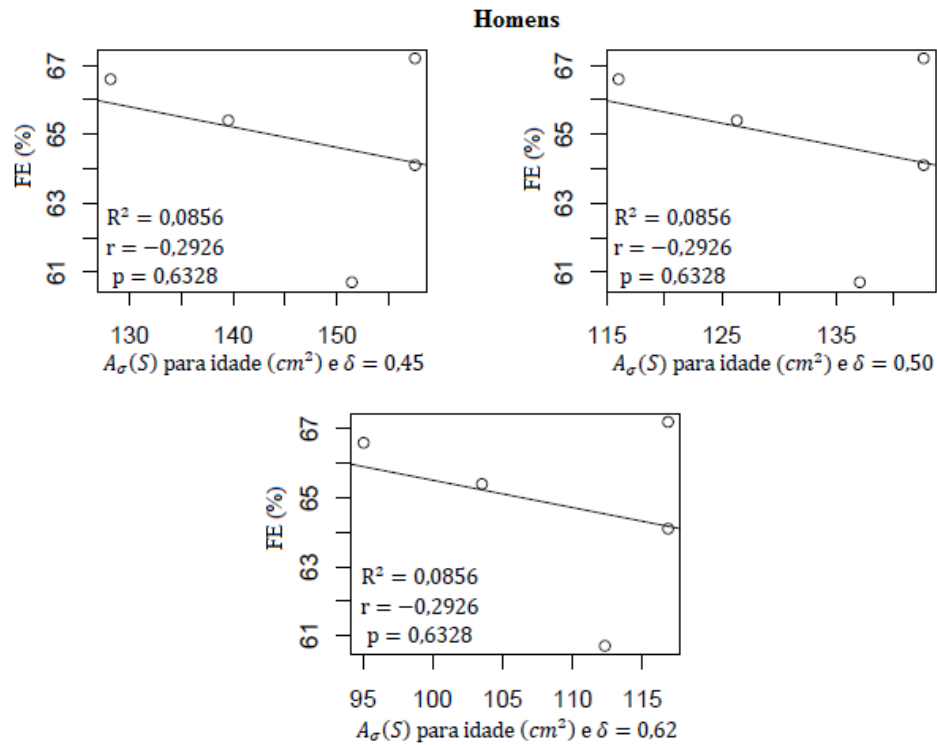 Homens
FE (%)
67
65
63
61
R² = 0,0856
r = −0,2926
p = 0,6328
130 140 150
A_σ(S) para idade (cm²) e δ = 0,45
FE (%)
67
65
63
61
R² = 0,0856
r = −0,2926
p = 0,6328
115 125 135
A_σ(S) para idade (cm²) e δ = 0,50
FE (%)
67
65
63
61
R² = 0,0856
r = −0,2926
p = 0,6328
95 100 105 110 115
A_σ(S) para idade (cm²) e δ = 0,62